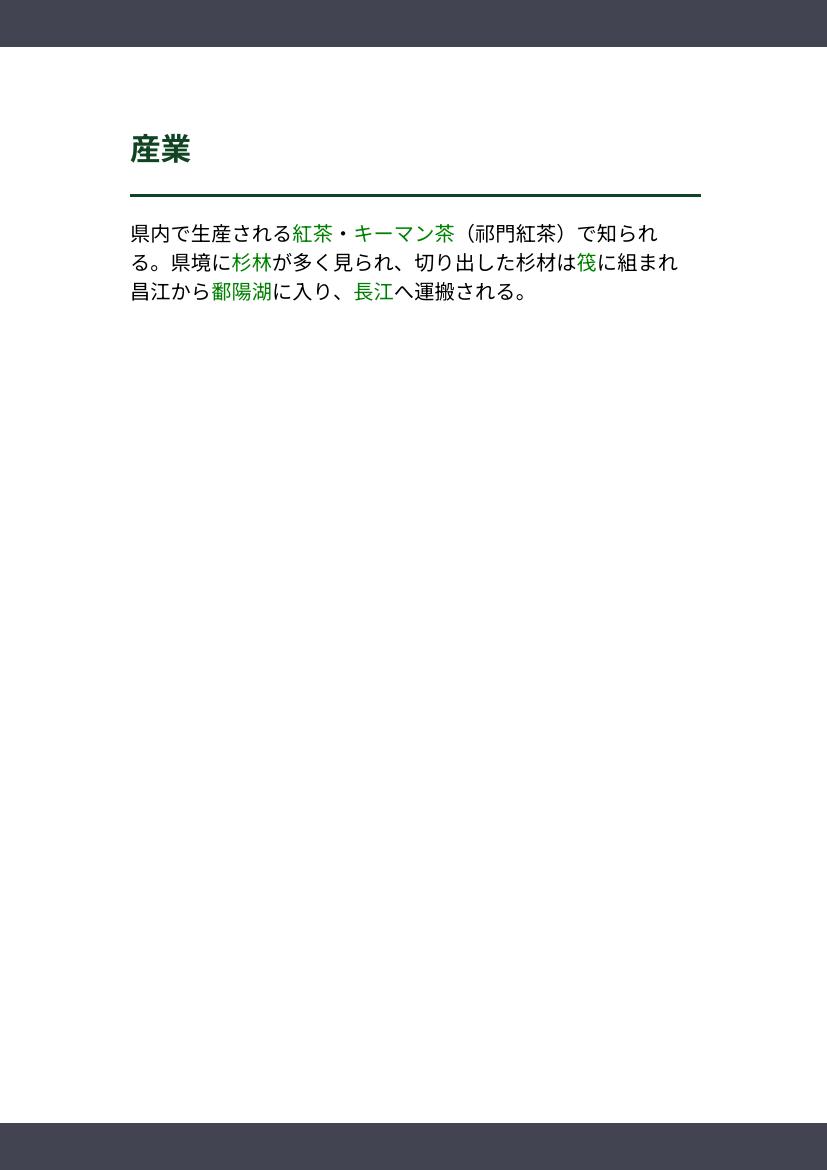 産業
県内で生産される紅茶・キーマン茶（祁門紅茶）で知られ
る。県境に杉林が多く見られ、切り出した杉材は筏に組まれ
昌江から鄱陽湖に入り、長江へ運搬される。